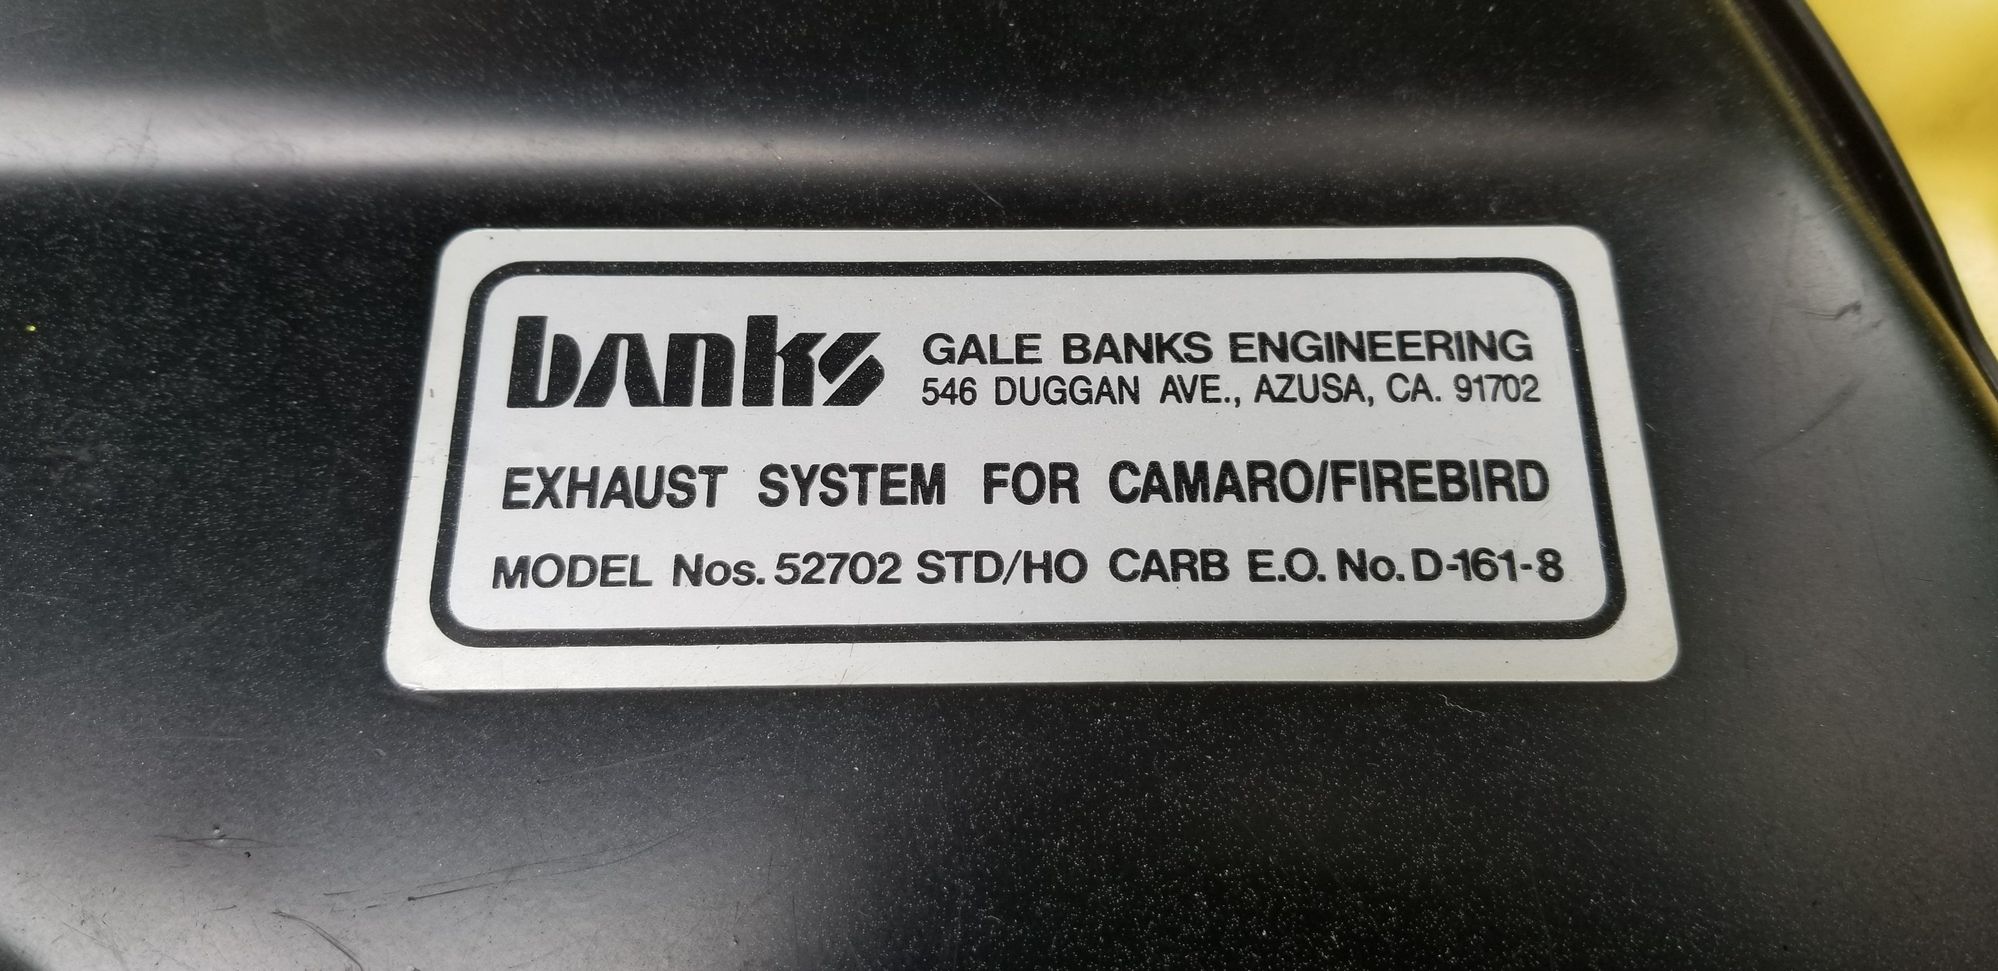 banks
GALE BANKS ENGINEERING
546 DUGGAN AVE., AZUSA, CA. 91702
EXHAUST SYSTEM FOR CAMARO/FIREBIRD
MODEL Nos. 52702 STD/HO CARB E.O. No. D-161-8